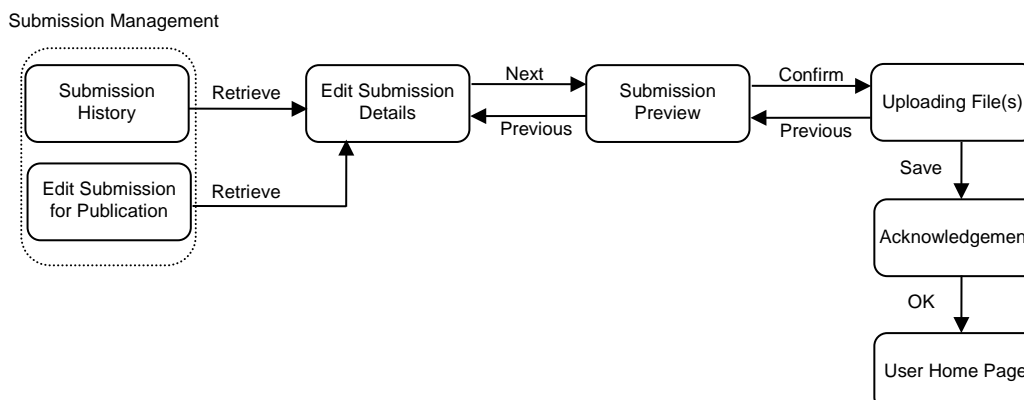 Submission Management
Submission
History
Retrieve
Edit Submission
Details
Next
Previous
Submission
Preview
Confirm
Previous
Uploading File(s)
Edit Submission
for Publication
Retrieve
Save
Acknowledgemen
OK
User Home Page